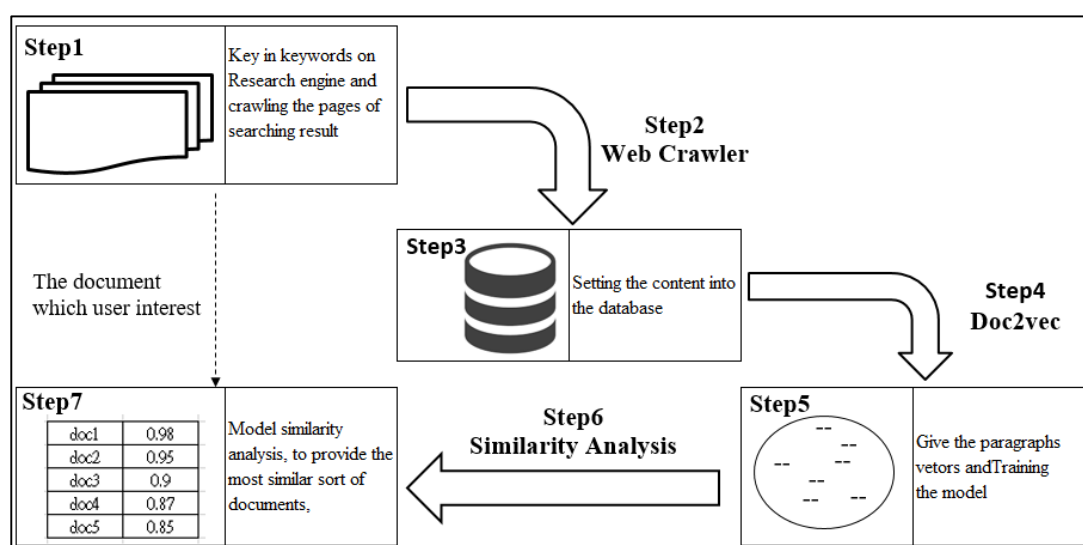 Step1
Key in keywords on
Research engine and
crawling the pages of
searching result
Step2
Web Crawler
Step3
Setting the content into
the database
Step4
Doc2vec
The document
which user interest
Step5
Give the paragraphs
vetors andTraining
the model
Step6
Similarity Analysis
Step7
doc1 0.98
doc2 0.95
doc3 0.9
doc4 0.87
doc5 0.85
Model similarity
analysis, to provide the
most similar sort of
documents,